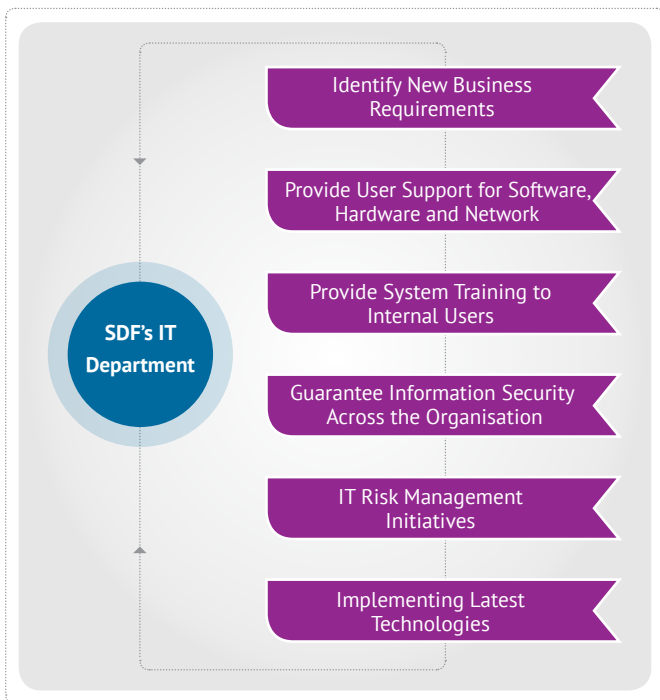 Identify New Business
Requirements
Provide User Support for Software,
Hardware and Network
Provide System Training to
Internal Users
SDF’s IT
Department
Guarantee Information Security
Across the Organisation
IT Risk Management
Initiatives
Implementing Latest
Technologies